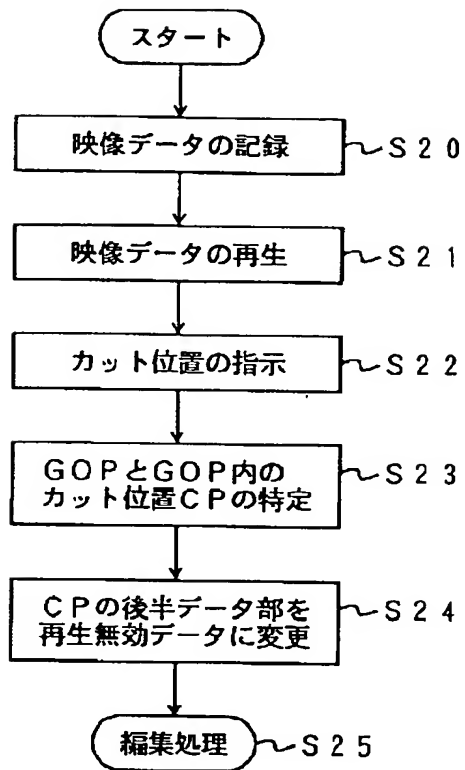 スタート
映像データの記録 S20
映像データの再生 S21
カット位置の指示 S22
GOPとGOP内の
カット位置CPの特定 S23
CPの後半データ部を
再生無効データに変更 S24
編集処理 S25